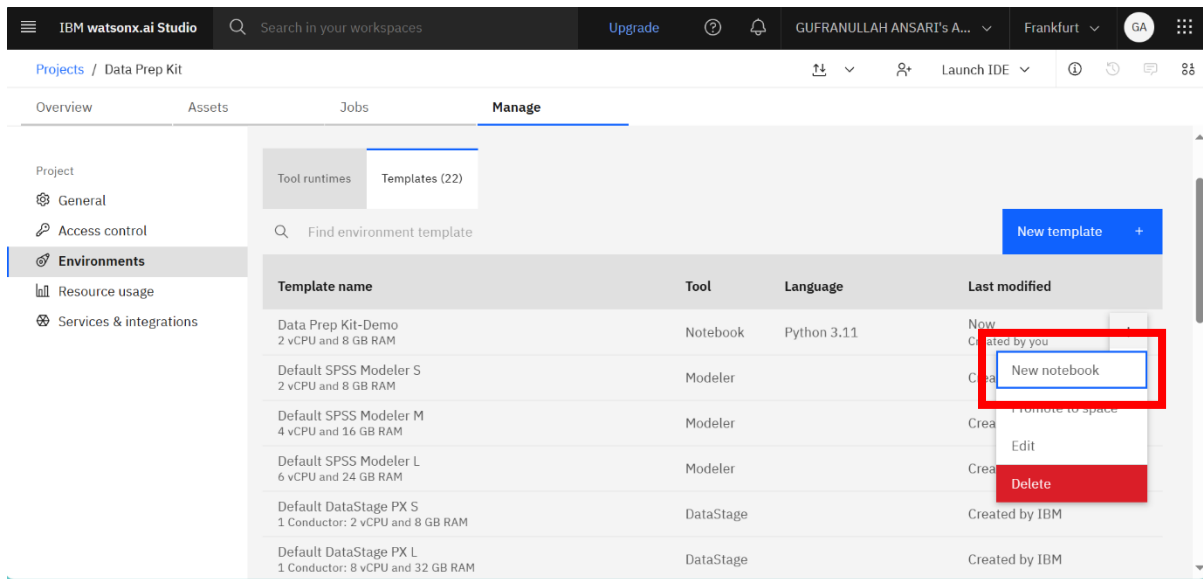 IBM watsonx.ai Studio Search in your workspaces Upgrade GUFRANULLAH ANSARI's A... Frankfurt GA
Projects / Data Prep Kit Launch IDE
Overview Assets Jobs Manage
Project
General
Access control
Environments
Resource usage
Services & integrations
Tool runtimes Templates (22)
Find environment template New template +
Template name Tool Language Last modified
Data Prep Kit-Demo Notebook Python 3.11 Now
2 vCPU and 8 GB RAM Created by you
Default SPSS Modeler S Modeler
2 vCPU and 8 GB RAM
Default SPSS Modeler M Modeler
4 vCPU and 16 GB RAM
Default SPSS Modeler L Modeler
6 vCPU and 24 GB RAM
Default DataStage PX S DataStage Created by IBM
1 Conductor: 2 vCPU and 8 GB RAM
Default DataStage PX L DataStage Created by IBM
1 Conductor: 8 vCPU and 32 GB RAM
New notebook
Promote to space
Edit
Delete